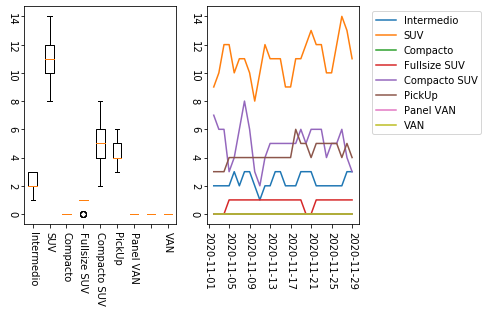 14
12
10
8
6
4
2
0
Intermedio
SUV
Compacto
Fullsize SUV
Compacto SUV
PickUp
Panel VAN
VAN
14
12
10
8
6
4
2
0
2020-11-01
2020-11-05
2020-11-09
2020-11-13
2020-11-17
2020-11-21
2020-11-25
2020-11-29
Intermedio
SUV
Compacto
Fullsize SUV
Compacto SUV
PickUp
Panel VAN
VAN